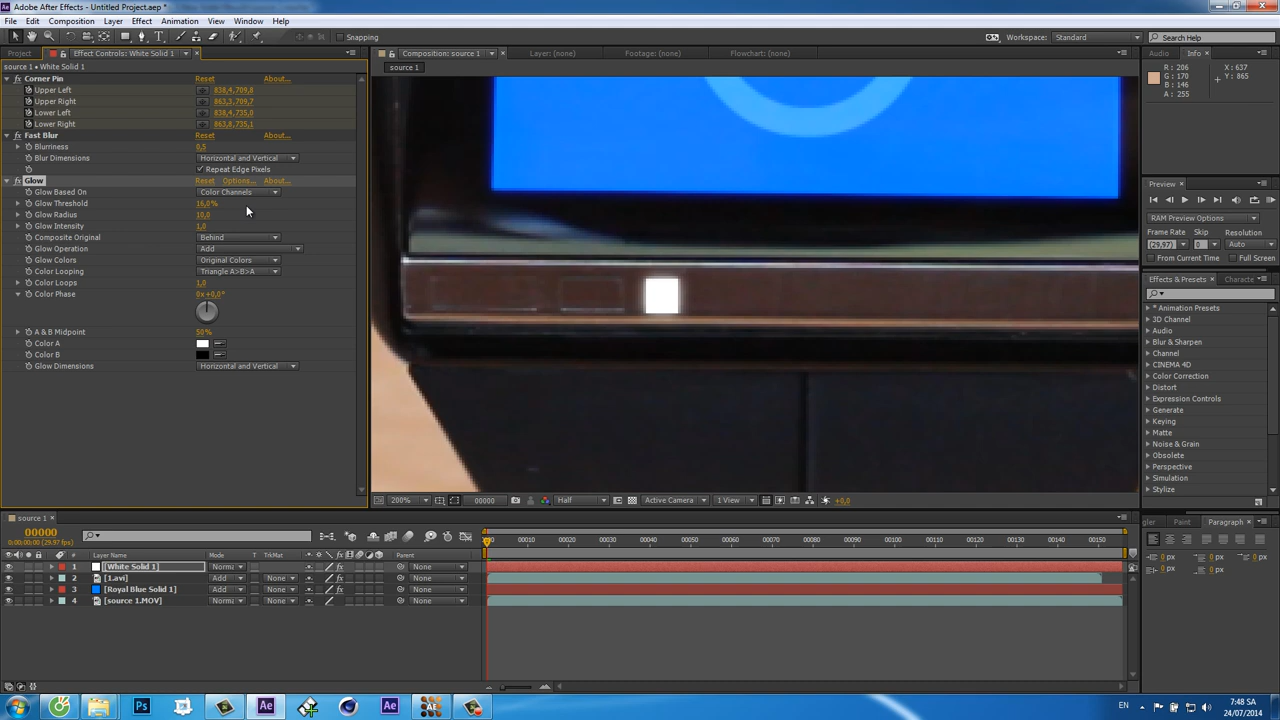 Adobe After Effects - Untitled Project.aep *
File Edit Composition Layer Effect Animation View Window Help
Snapping
Workspace: Standard
Search Help
Project Effect Controls: White Solid 1
Composition: source 1 Layer: (none) Footage: (none) Flowchart: (none)
Audio Info
source 1 • White Solid 1
source 1
Corner Pin Reset About...
Upper Left 838,4,709,8
Upper Right 863,3,709,7
Lower Left 838,4,735,0
Lower Right 863,8,735,1
Fast Blur Reset About...
Blurriness 0,5
Blur Dimensions Horizontal and Vertical
Repeat Edge Pixels
Glow Reset Options... About...
Glow Based On Color Channels
Glow Threshold 16,0%
Glow Radius 10,0
Glow Intensity 1,0
Composite Original Behind
Glow Operation Add
Glow Colors Original Colors
Color Looping Triangle A>B>A
Color Loops 1,0
Color Phase 0x+0,0°
A & B Midpoint 50%
Color A
Color B
Glow Dimensions Horizontal and Vertical
R : 206
G : 170
B : 146
A : 255
X : 637
Y : 865
Preview
RAM Preview Options
Frame Rate Skip Resolution
(29,97) 0 Auto
From Current Time Full Screen
Effects & Presets Characte
* Animation Presets
3D Channel
Audio
Blur & Sharpen
Channel
CINEMA 4D
Color Correction
Distort
Expression Controls
Generate
Keying
Matte
Noise & Grain
Obsolete
Perspective
Simulation
Stylize
200% 00000 Half Active Camera 1 View +0,0
source 1
00000
0;00;00;00 (29.97 fps)
# Layer Name Mode T TrkMat Parent
1 [White Solid 1] Norma None
2 [1.avi] Add None None
3 [Royal Blue Solid 1] Add None None
4 [source 1.MOV] Norma None None
00010 00020 00030 00040 00050 00060 00070 00080 00090 00100 00110 00120 00130 00140 00150
gler Paint Paragraph
0 px 0 px 0 px
0 px 0 px
EN 7:48 SA
24/07/2014